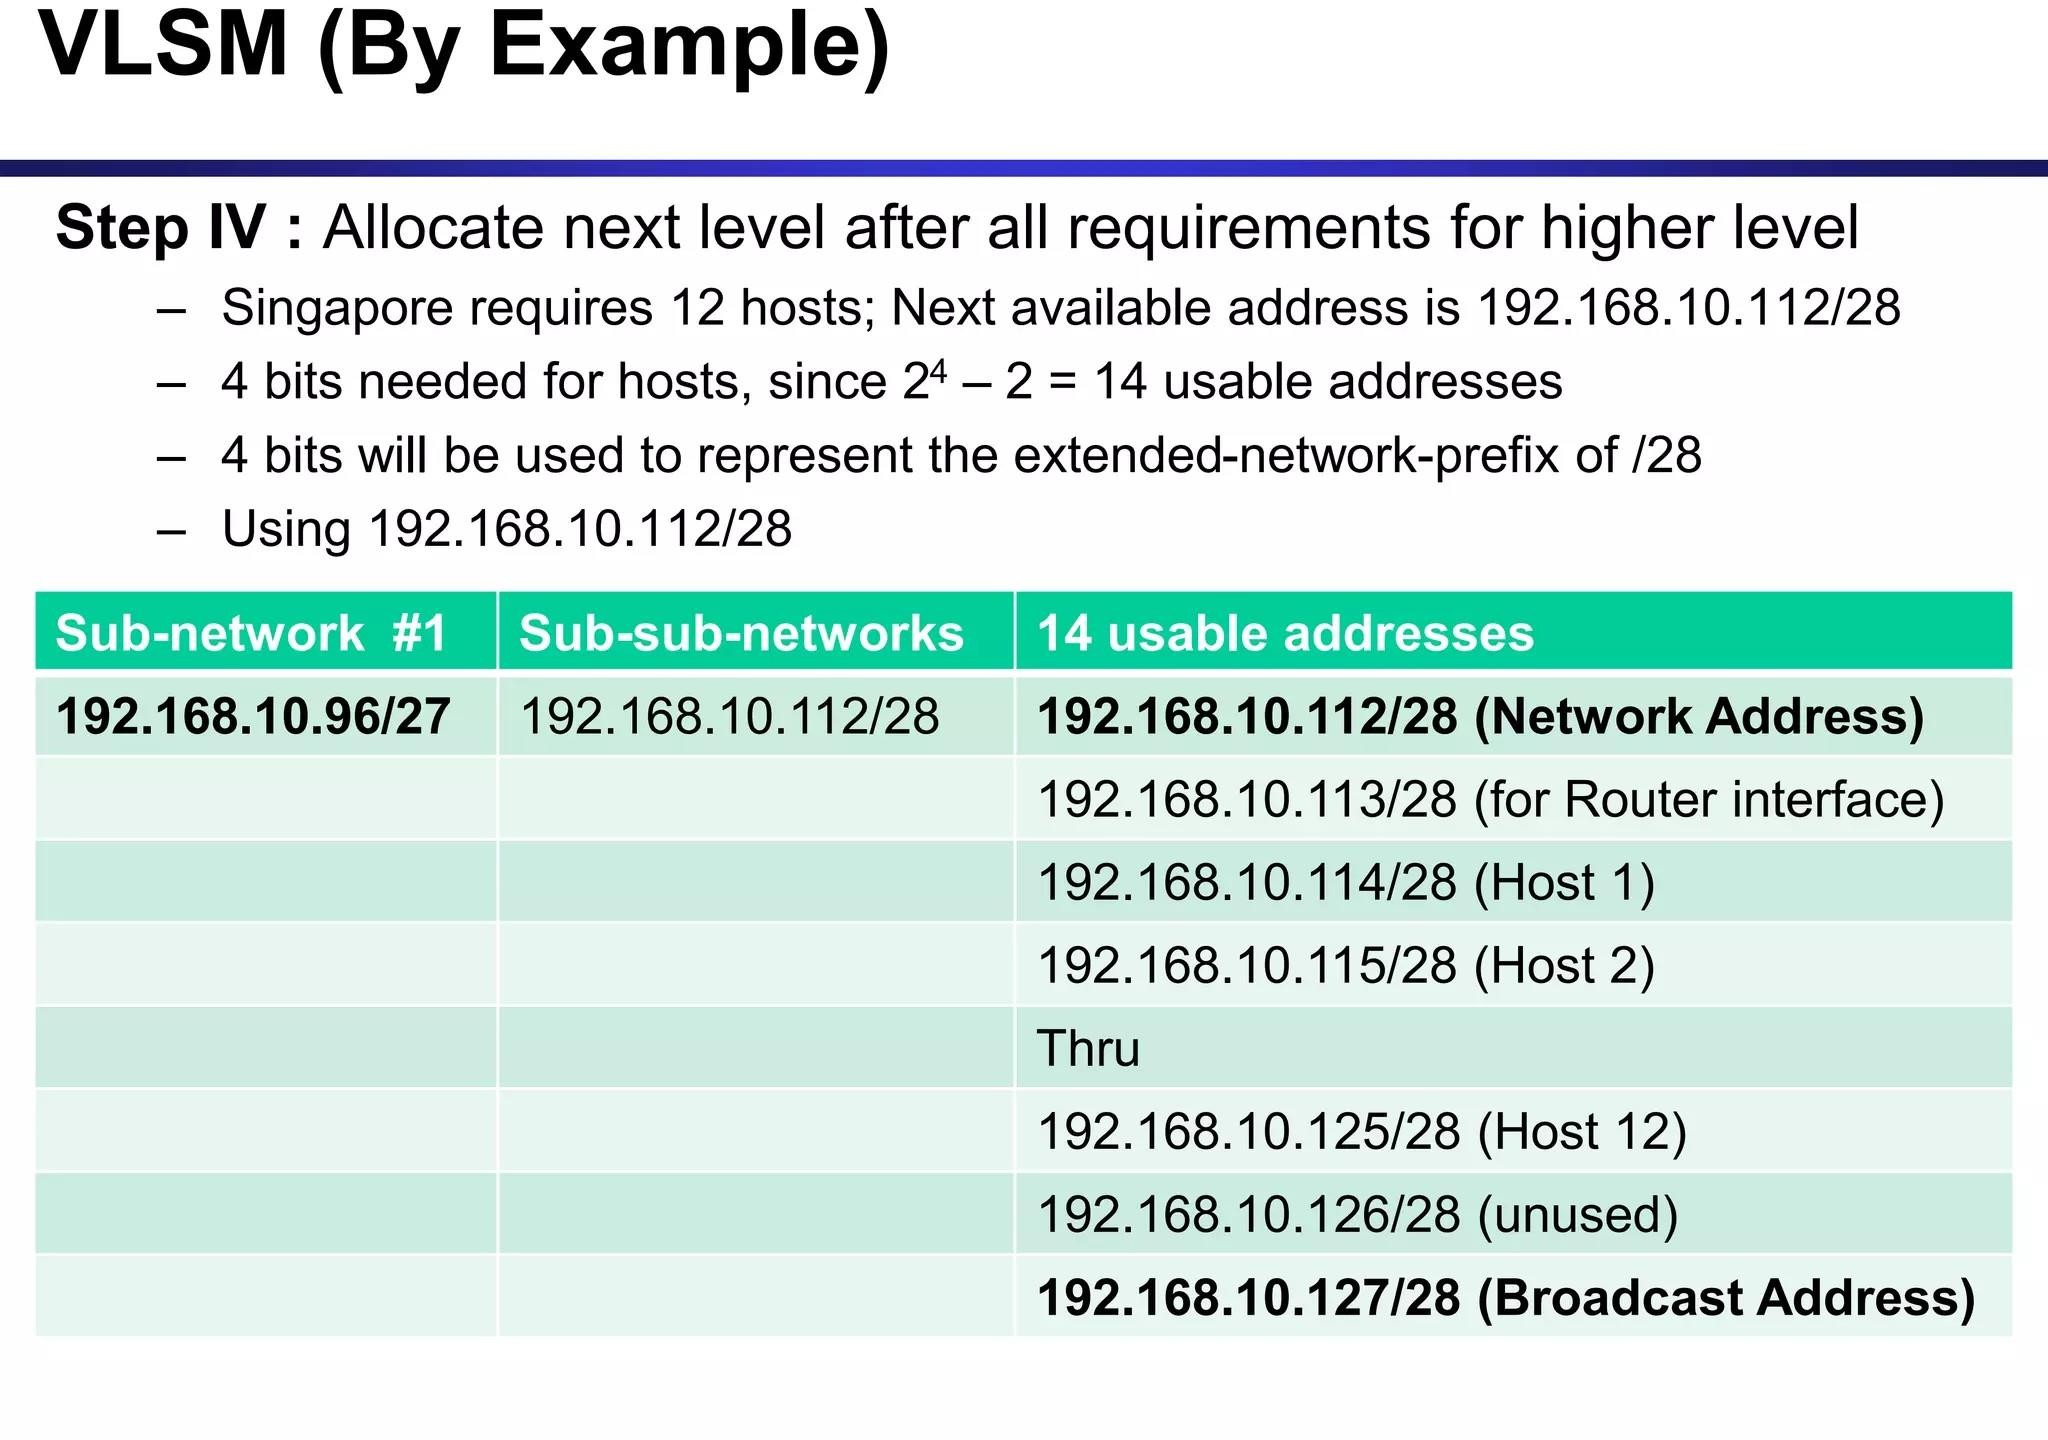 VLSM (By Example)
Step IV : Allocate next level after all requirements for higher level
– Singapore requires 12 hosts; Next available address is 192.168.10.112/28
– 4 bits needed for hosts, since 2⁴ – 2 = 14 usable addresses
– 4 bits will be used to represent the extended-network-prefix of /28
– Using 192.168.10.112/28
Sub-network #1 Sub-sub-networks 14 usable addresses
192.168.10.96/27 192.168.10.112/28 192.168.10.112/28 (Network Address)
192.168.10.113/28 (for Router interface)
192.168.10.114/28 (Host 1)
192.168.10.115/28 (Host 2)
Thru
192.168.10.125/28 (Host 12)
192.168.10.126/28 (unused)
192.168.10.127/28 (Broadcast Address)